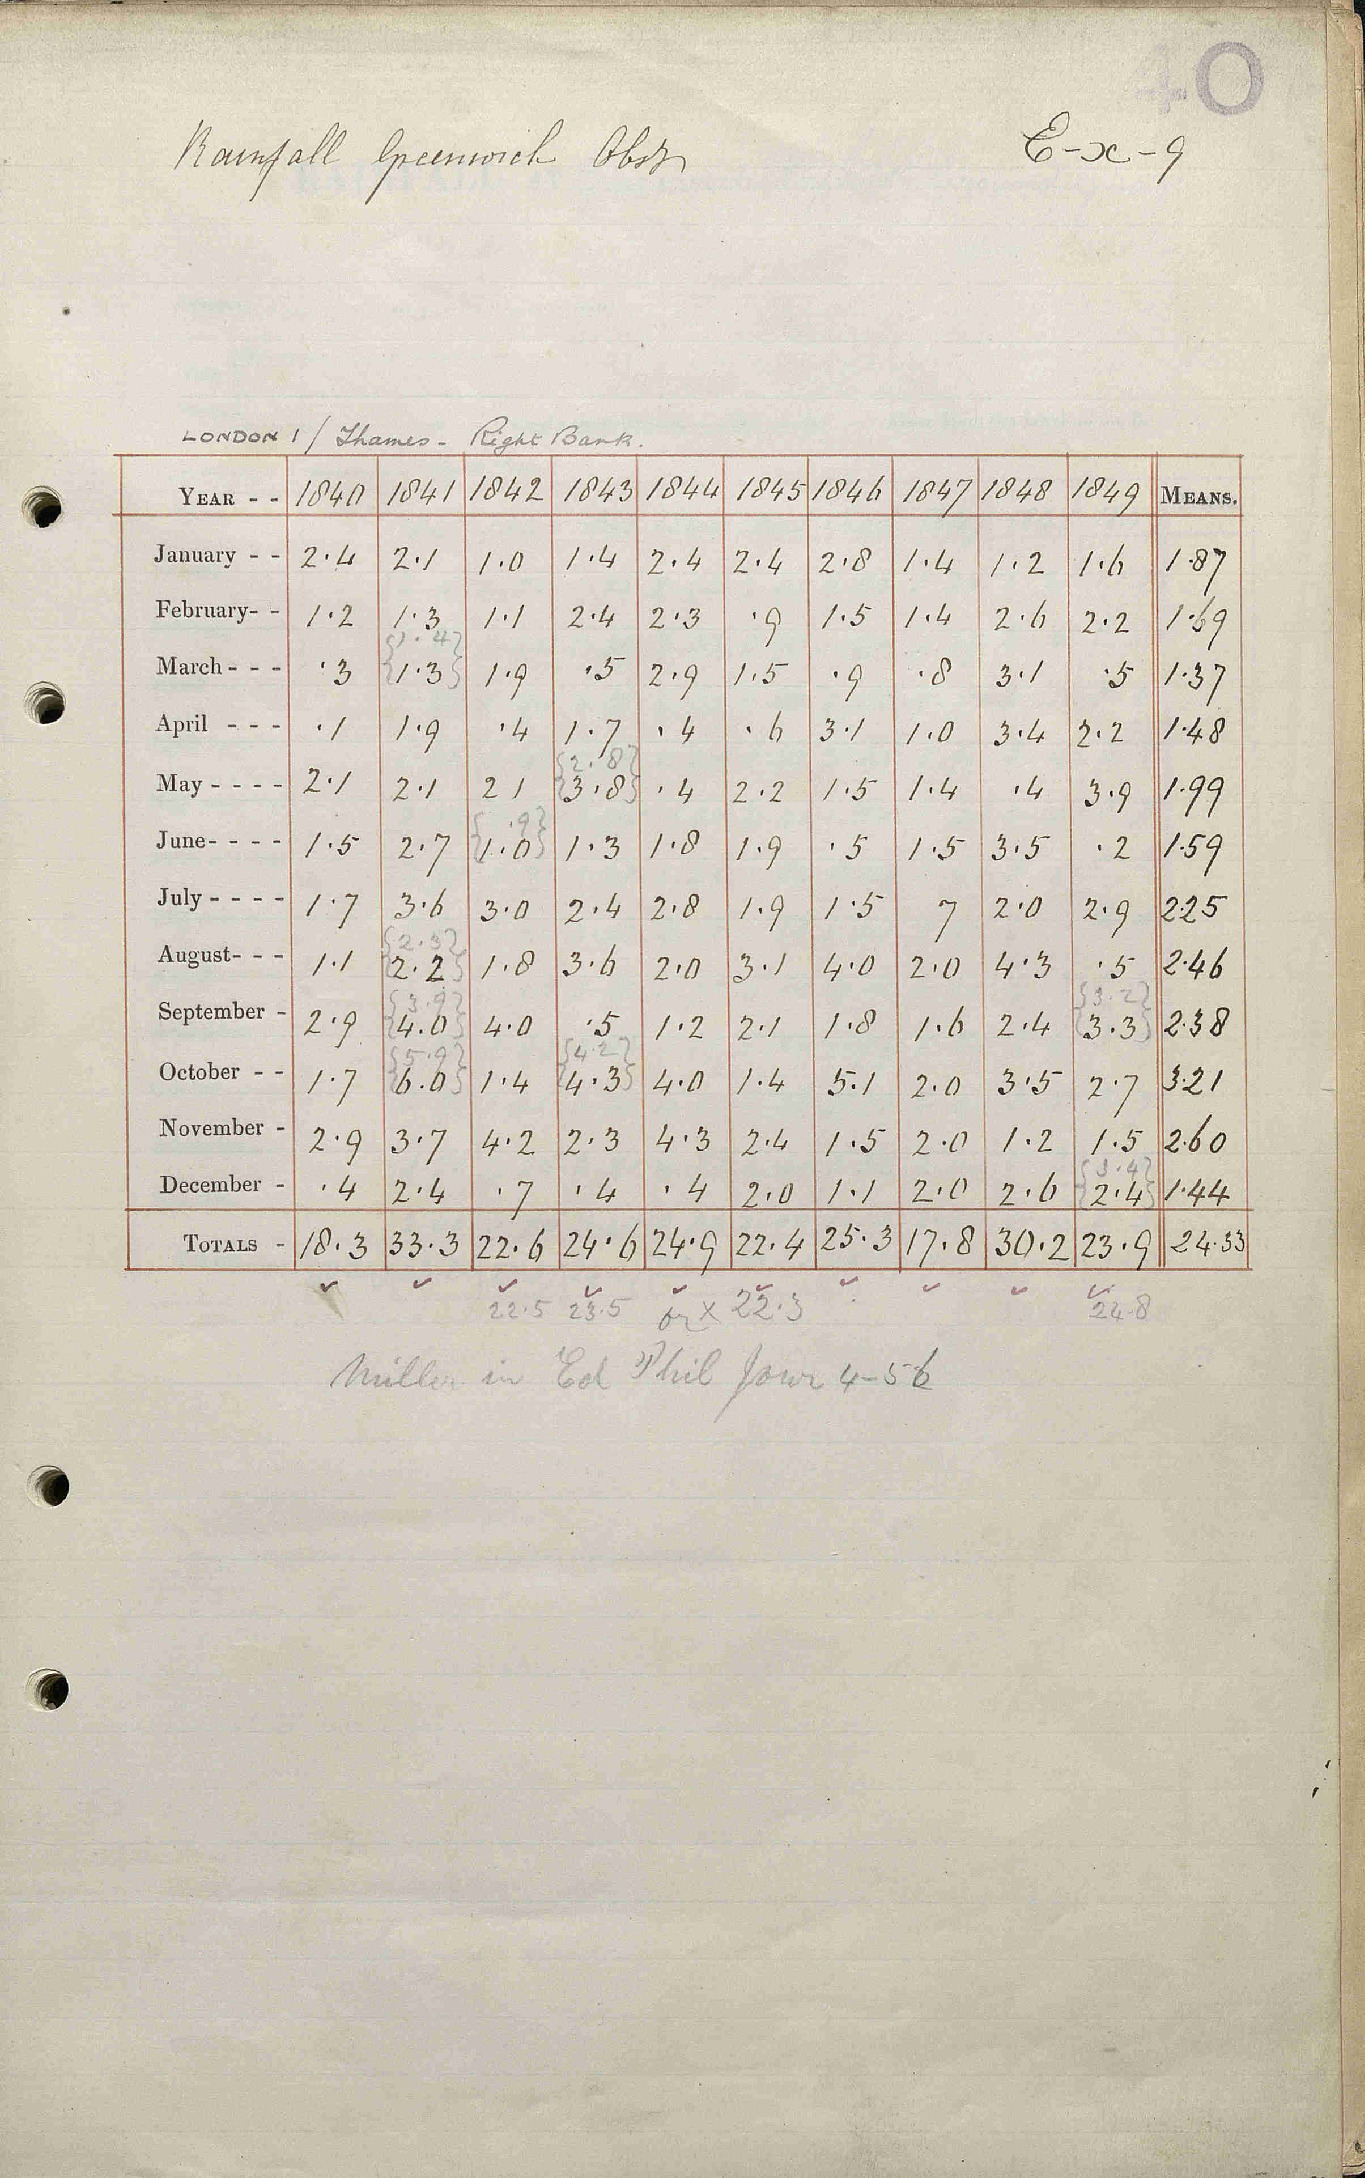 40
Rainfall Greenwich Obsy E-x-9
LONDON 1 / Thames - Right Bank.
YEAR - - 1840 1841 1842 1843 1844 1845 1846 1847 1848 1849 MEANS.
January - - 2.4 2.1 1.0 1.4 2.4 2.4 2.8 1.4 1.2 1.6 1.87
February- - 1.2 1.3 1.1 2.4 2.3 .9 1.5 1.4 2.6 2.2 1.69
{1.4}
March - - - .3 {1.3} 1.9 .5 2.9 1.5 .9 .8 3.1 .5 1.37
April - - - .1 1.9 .4 1.7 .4 .6 3.1 1.0 3.4 2.2 1.48
{2.8}
May - - - - 2.1 2.1 2 1 {3.8} .4 2.2 1.5 1.4 .4 3.9 1.99
{.9}
June- - - - 1.5 2.7 {1.0} 1.3 1.8 1.9 .5 1.5 3.5 .2 1.59
July - - - - 1.7 3.6 3.0 2.4 2.8 1.9 1.5 7 2.0 2.9 2.25
{2.3}
August- - - 1.1 {2.2} 1.8 3.6 2.0 3.1 4.0 2.0 4.3 .5 2.46
{3.9} {3.2}
September - 2.9 {4.0} 4.0 .5 1.2 2.1 1.8 1.6 2.4 {3.3} 2.38
{5.9} {4.2}
October - - 1.7 {6.0} 1.4 {4.3} 4.0 1.4 5.1 2.0 3.5 2.7 3.21
November - 2.9 3.7 4.2 2.3 4.3 2.4 1.5 2.0 1.2 1.5 2.60
{3.4}
December - .4 2.4 .7 .4 .4 2.0 1.1 2.0 2.6 {2.4} 1.44
TOTALS - 18.3 33.3 22.6 24.6 24.9 22.4 25.3 17.8 30.2 23.9 24.33
22.5 23.5 X 22.3 24.8
Miller in Ed Phil Jour 4-56